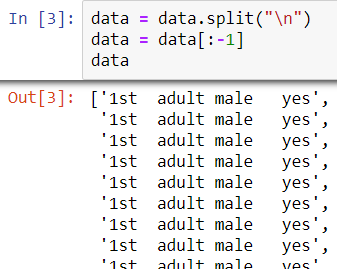 In [3]: data = data.split("\n")
data = data[:-1]
data
Out[3]: ['1st  adult male   yes',
'1st  adult male   yes',
'1st  adult male   yes',
'1st  adult male   yes',
'1st  adult male   yes',
'1st  adult male   yes',
'1st  adult male   yes',
'1st  adult male   yes',
'1st  adult male   yes',